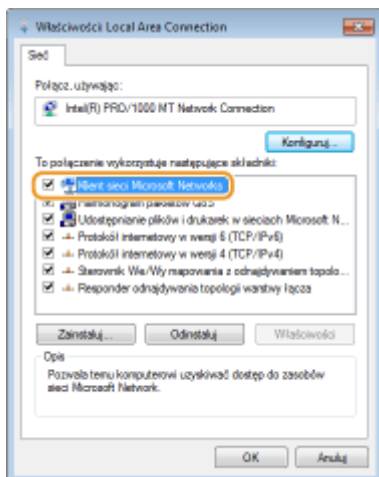 Właściwości: Local Area Connection
Sieć
Połącz, używając:
Intel(R) PRO/1000 MT Network Connection
Konfiguruj...
To połączenie wykorzystuje następujące składniki:
Klient sieci Microsoft Networks
Harmonogram pakietów QoS
Udostępnianie plików i drukarek w sieciach Microsoft N...
Protokół internetowy w wersji 6 (TCP/IPv6)
Protokół internetowy w wersji 4 (TCP/IPv4)
Sterownik We/Wy mapowania z odnajdywaniem topolo...
Responder odnajdywania topologii warstwy łącza
Zainstaluj... Odinstaluj Właściwości
Opis
Pozwala temu komputerowi uzyskiwać dostęp do zasobów
sieci Microsoft Network.
OK Anuluj